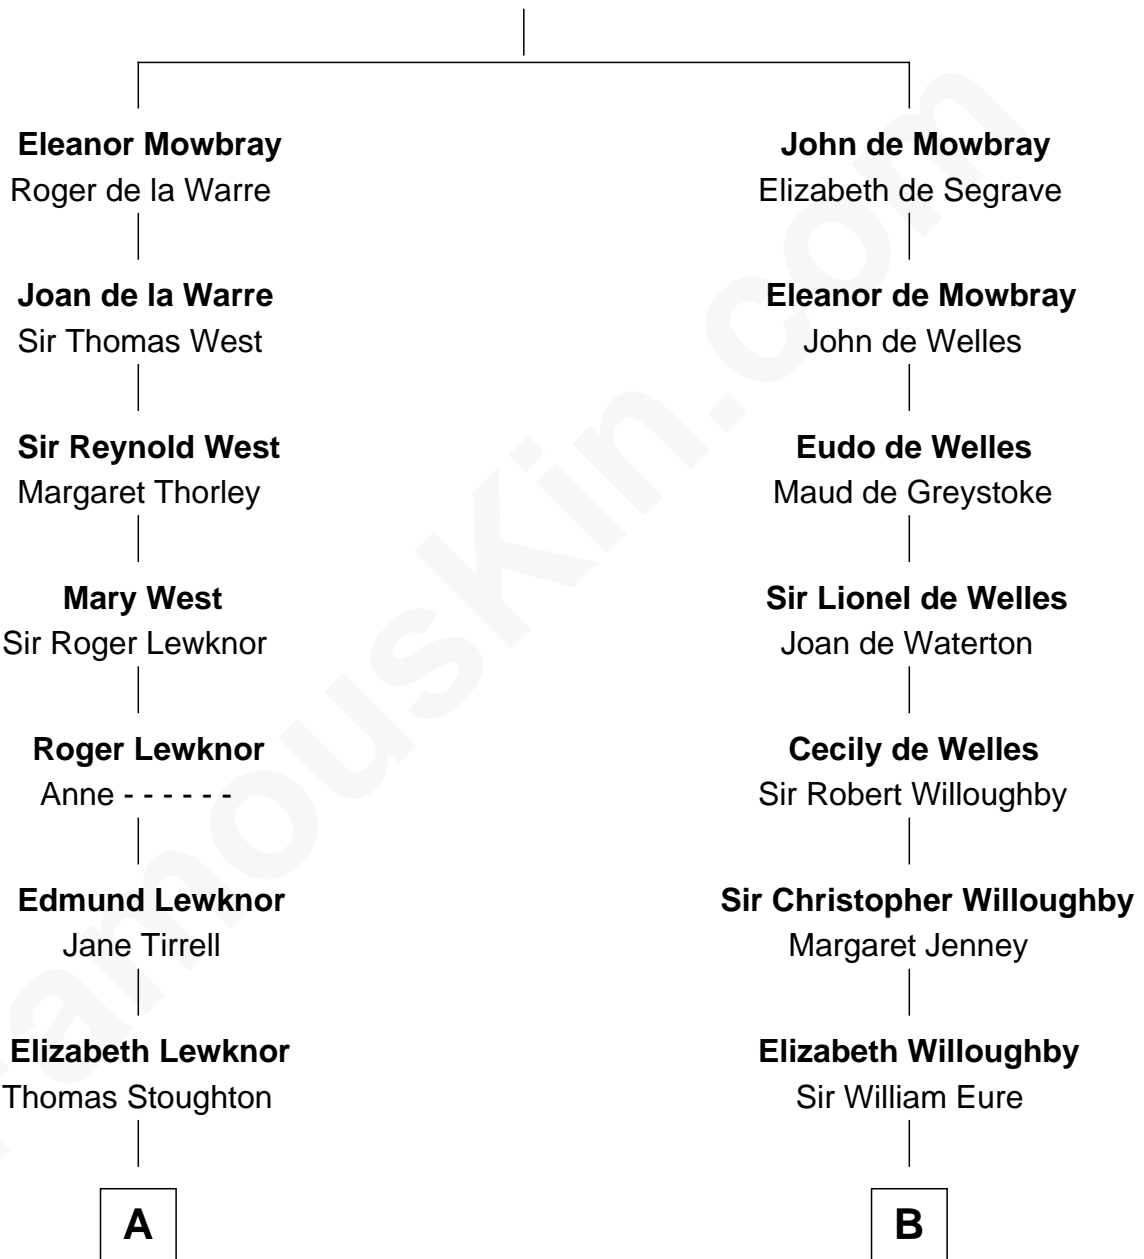 Eleanor Mowbray
Roger de la Warre
Joan de la Warre
Sir Thomas West
Sir Reynold West
Margaret Thorley
Mary West
Sir Roger Lewknor
Roger Lewknor
Anne - - - - - -
Edmund Lewknor
Jane Tirrell
Elizabeth Lewknor
Thomas Stoughton
A
John de Mowbray
Elizabeth de Segrave
Eleanor de Mowbray
John de Welles
Eudo de Welles
Maud de Greystoke
Sir Lionel de Welles
Joan de Waterton
Cecily de Welles
Sir Robert Willoughby
Sir Christopher Willoughby
Margaret Jenney
Elizabeth Willoughby
Sir William Eure
B
FamousKin.com